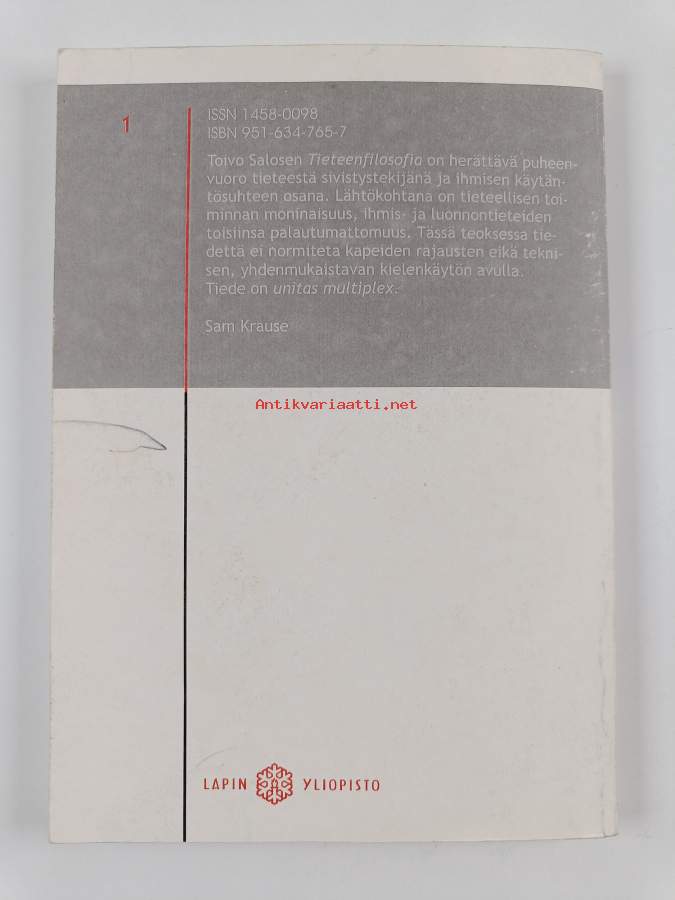 1
ISSN 1458-0098
ISBN 951-634-765-7
Toivo Salosen Tieteenfilosofia on herättävä puheen-
vuoro tieteestä sivistystekijänä ja ihmisen käytän-
tösuhteen osana. Lähtökohtana on tieteellisen toi-
minnan moninaisuus, ihmis- ja luonnontieteiden
toisiinsa palautumattomuus. Tässä teoksessa tie-
dettä ei normiteta kapeiden rajausten eikä tekni-
sen, yhdenmukaistavan kielenkäytön avulla.
Tiede on unitas multiplex.
Sam Krause
Antikvariaatti.net
LAPIN YLIOPISTO